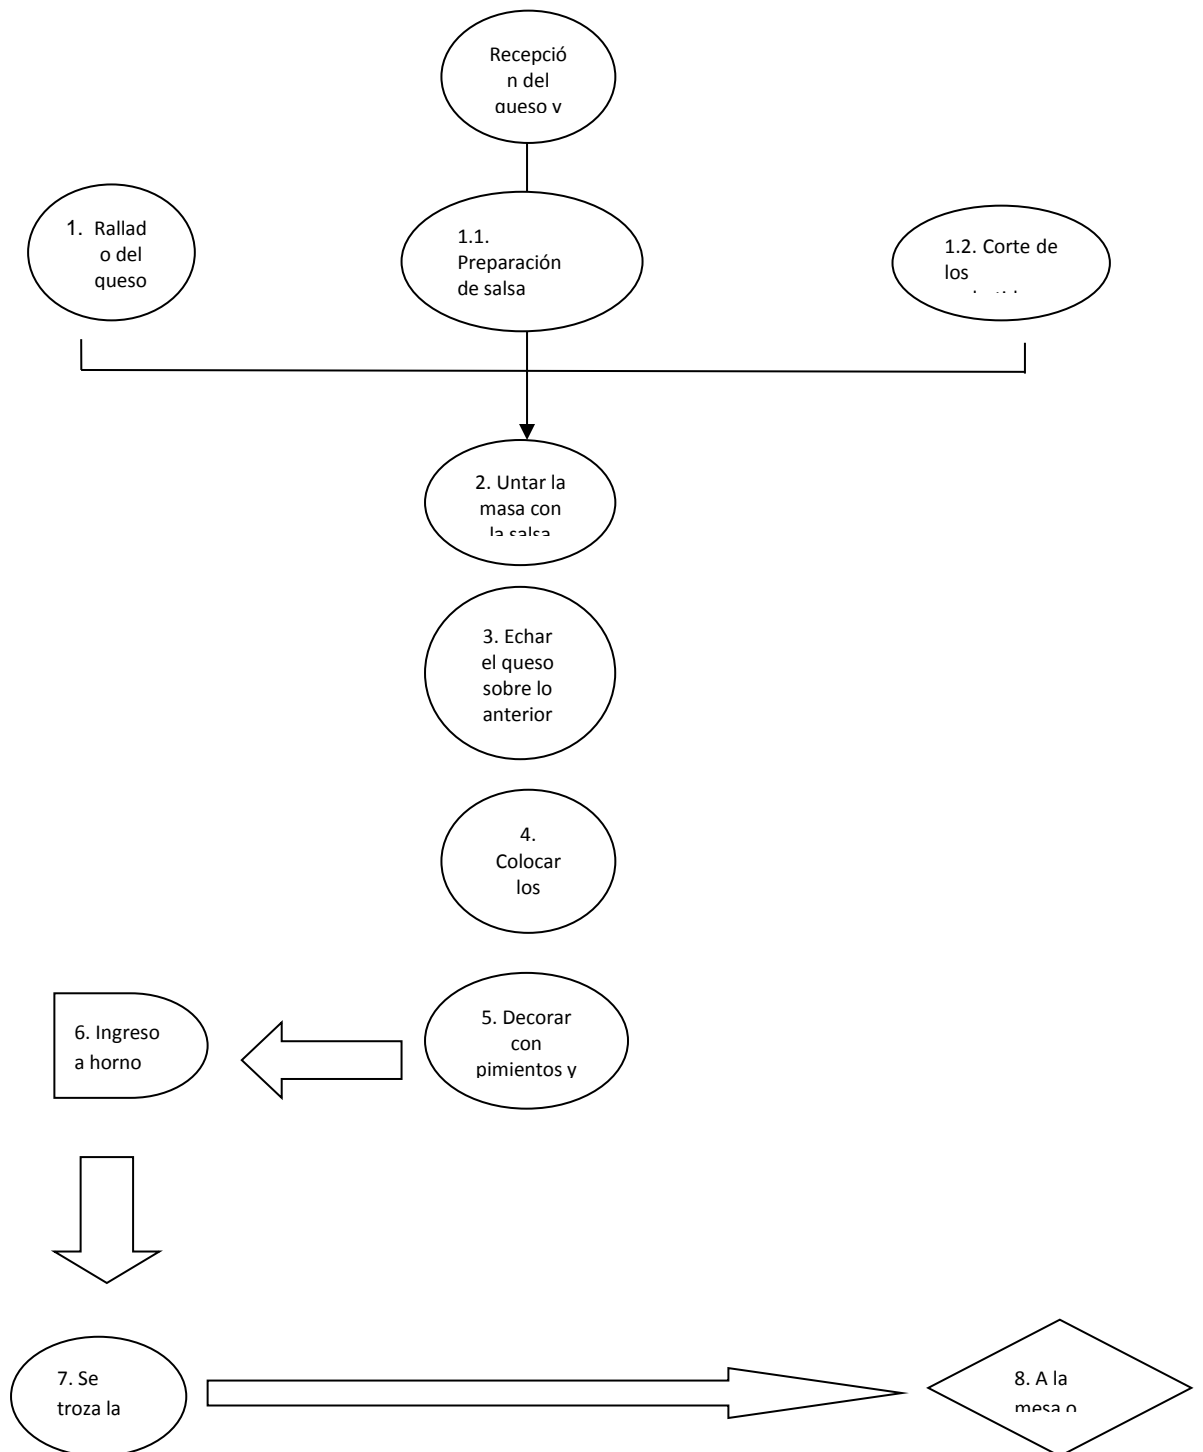 Recepció
n del
queso y
1. Rallad
o del
queso
1.1.
Preparación
de salsa
1.2. Corte de
los
2. Untar la
masa con
la salsa
3. Echar
el queso
sobre lo
anterior
4.
Colocar
los
5. Decorar
con
pimientos y
6. Ingreso
a horno
7. Se
troza la
8. A la
mesa o